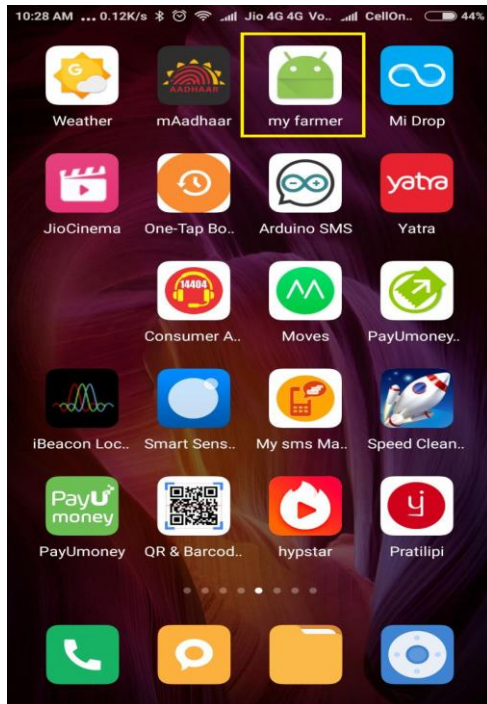 10:28 AM ... 0.12K/s Jio 4G 4G Vo.. CellOn.. 44%
G
AADHAAR
Weather mAadhaar my farmer Mi Drop
yatra
JioCinema One-Tap Bo.. Arduino SMS Yatra
14404
Consumer A.. Moves PayUmoney..
iBeacon Loc.. Smart Sens.. My sms Ma.. Speed Clean..
PayU
money
PayUmoney QR & Barcod.. hypstar Pratilipi